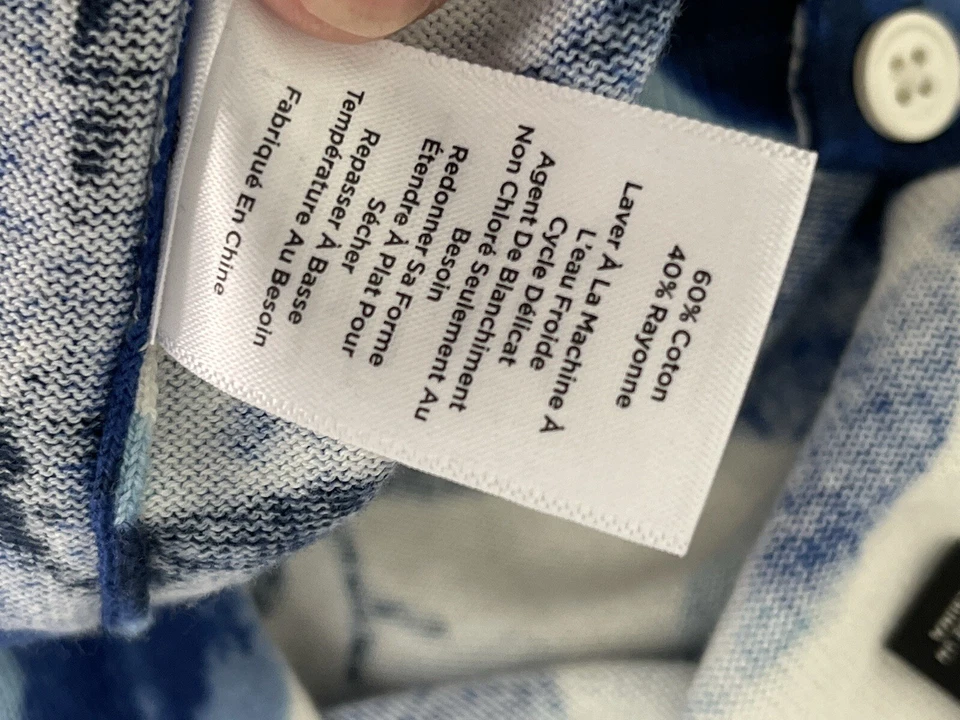 60% Coton
40% Rayonne
Laver À La Machine À
L'eau Froide
Cycle Délicat
Agent De Blanchiment
Non Chloré Seulement Au
Besoin
Redonner Sa Forme
Étendre À Plat Pour
Sécher
Repasser À Basse
Température Au Besoin
Fabriqué En Chine